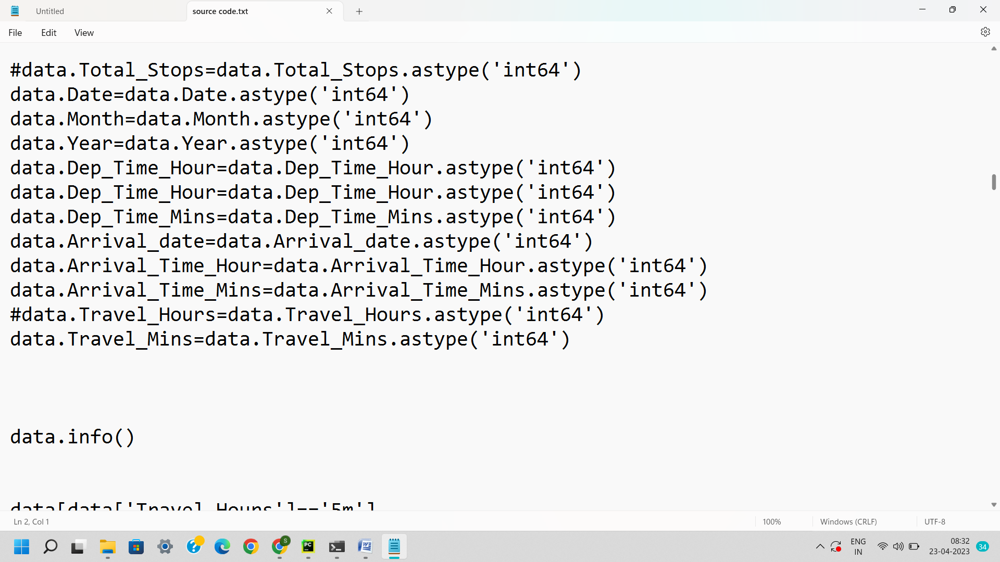 Untitled
source code.txt
File Edit View
#data.Total_Stops=data.Total_Stops.astype('int64')
data.Date=data.Date.astype('int64')
data.Month=data.Month.astype('int64')
data.Year=data.Year.astype('int64')
data.Dep_Time_Hour=data.Dep_Time_Hour.astype('int64')
data.Dep_Time_Hour=data.Dep_Time_Hour.astype('int64')
data.Dep_Time_Mins=data.Dep_Time_Mins.astype('int64')
data.Arrival_date=data.Arrival_date.astype('int64')
data.Arrival_Time_Hour=data.Arrival_Time_Hour.astype('int64')
data.Arrival_Time_Mins=data.Arrival_Time_Mins.astype('int64')
#data.Travel_Hours=data.Travel_Hours.astype('int64')
data.Travel_Mins=data.Travel_Mins.astype('int64')
data.info()
data[data['Travel_Hours']=='5m']
Ln 2, Col 1
100%
Windows (CRLF)
UTF-8
S
PC
W
ENG
IN
08:32
23-04-2023
34